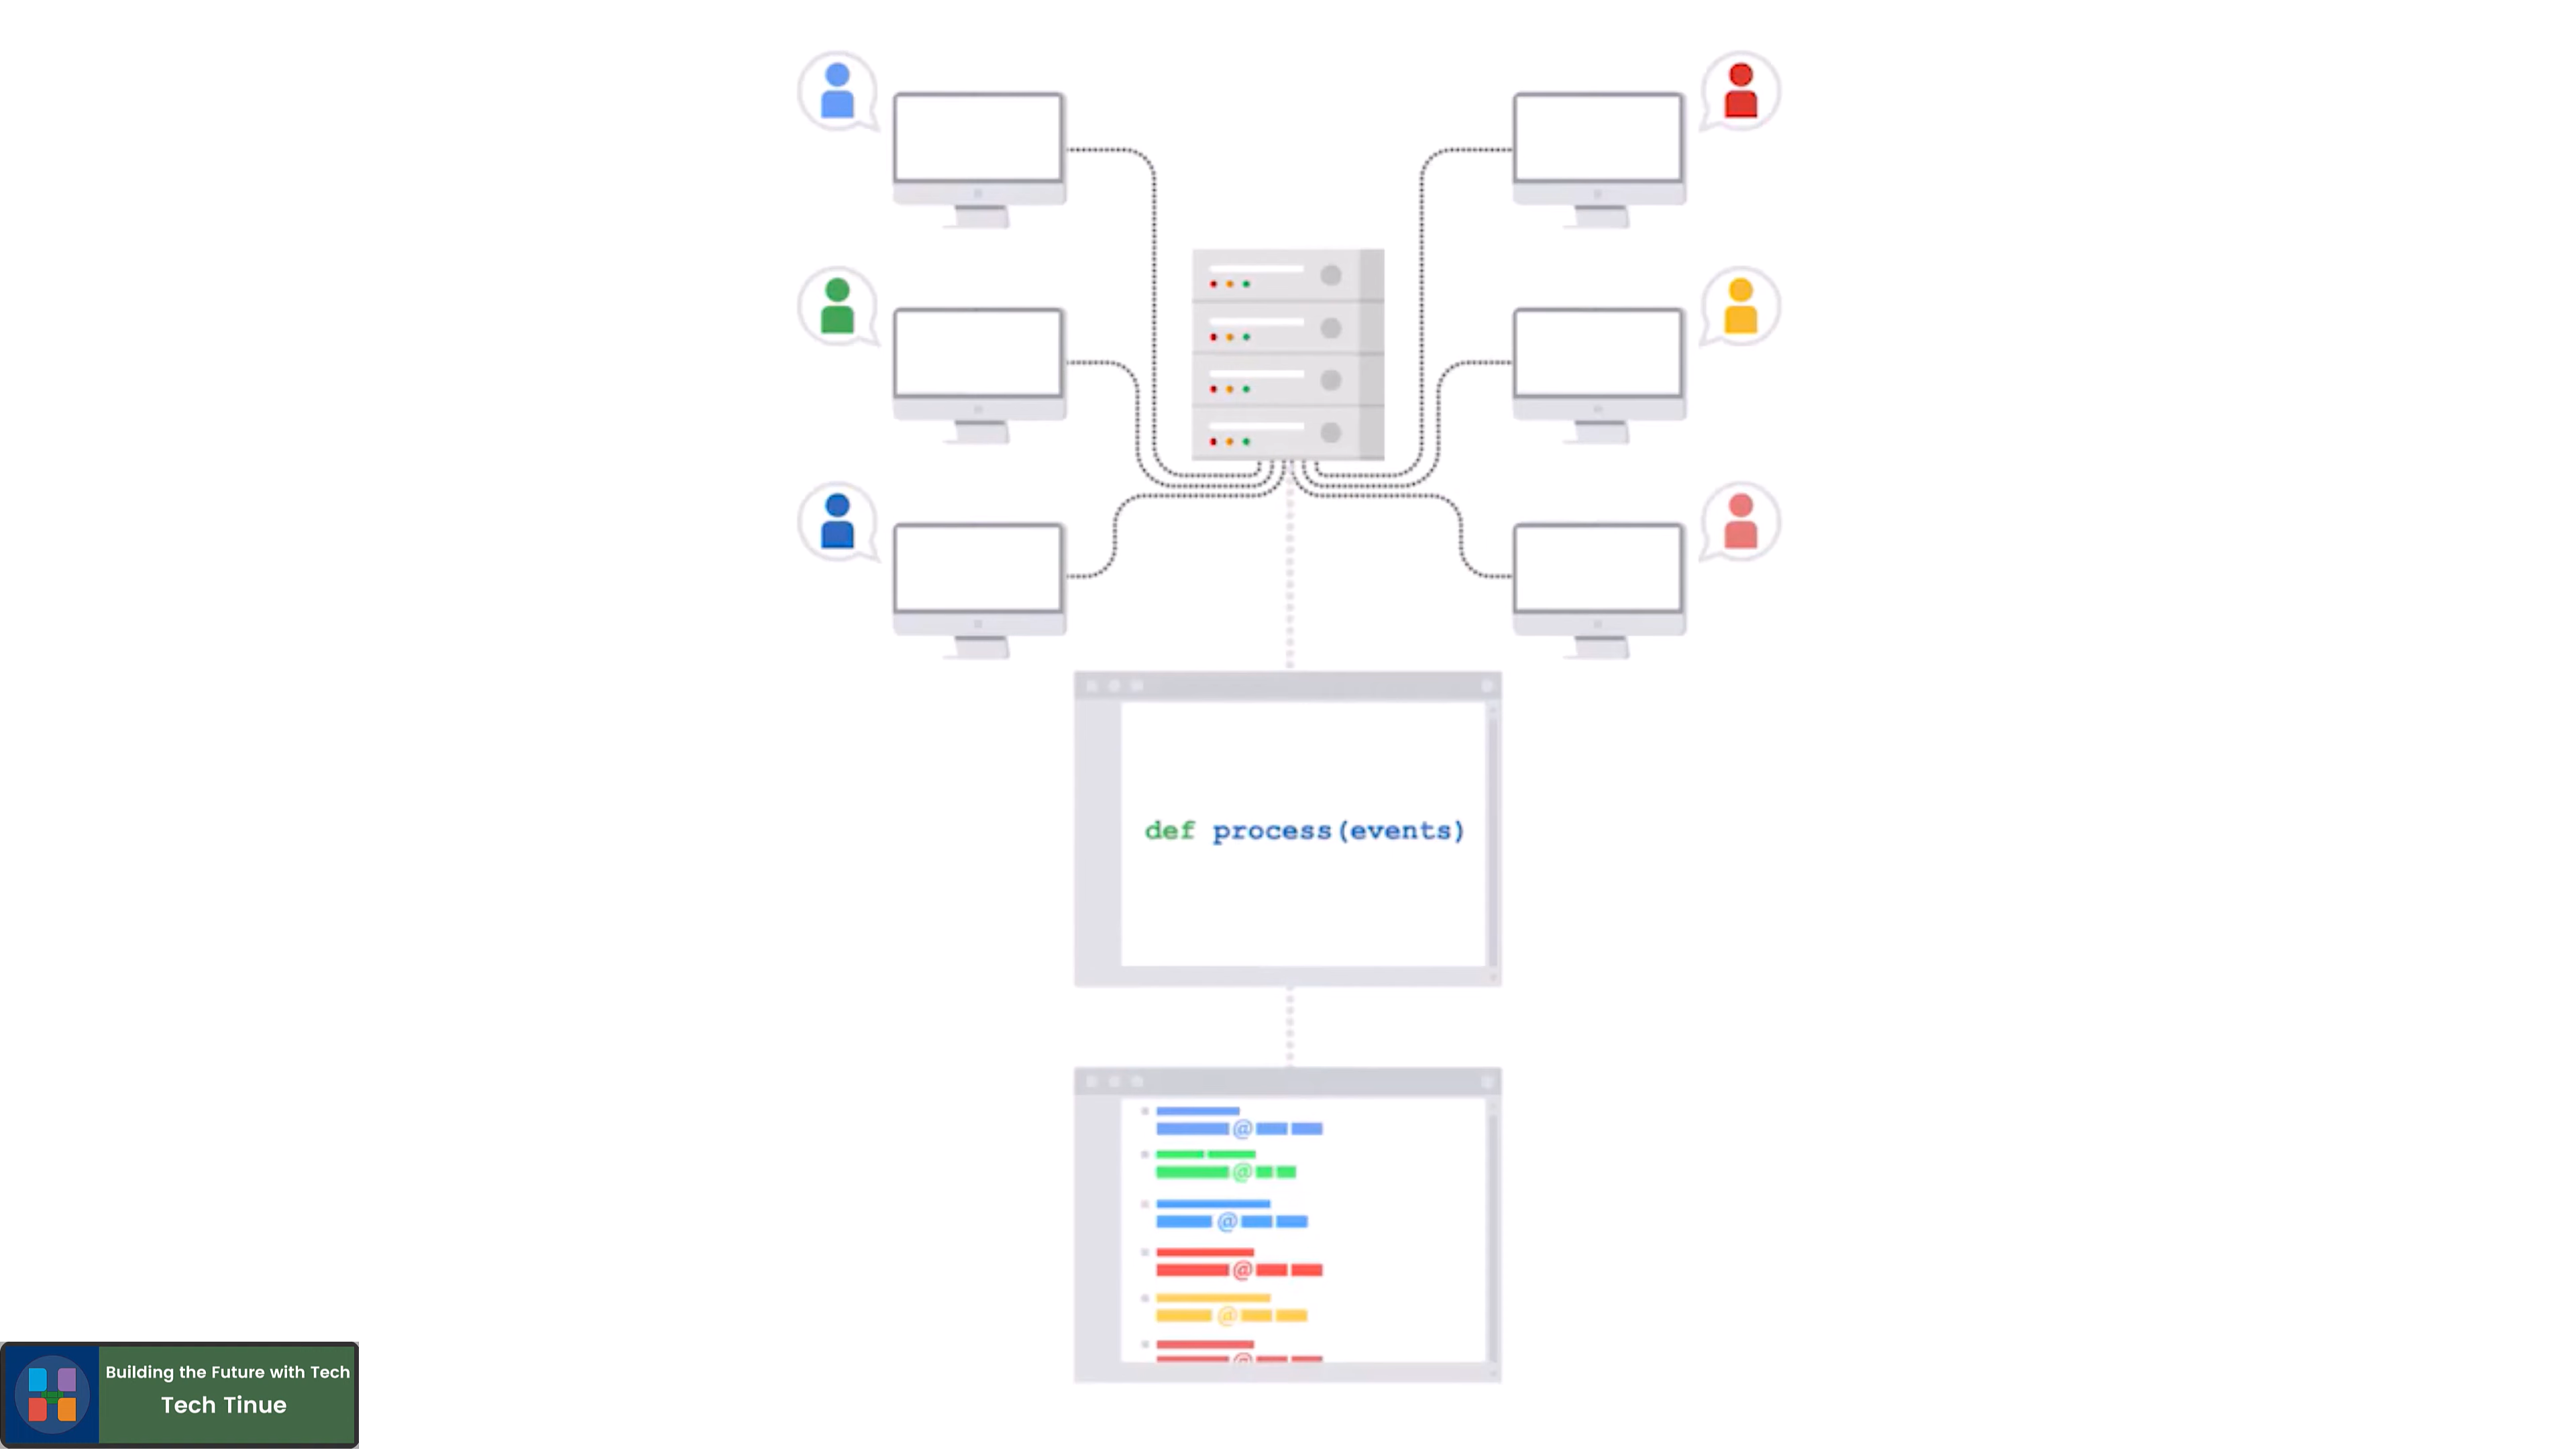 def process(events)
@
@
@
@
@
@
Building the Future with Tech
Tech Tinue